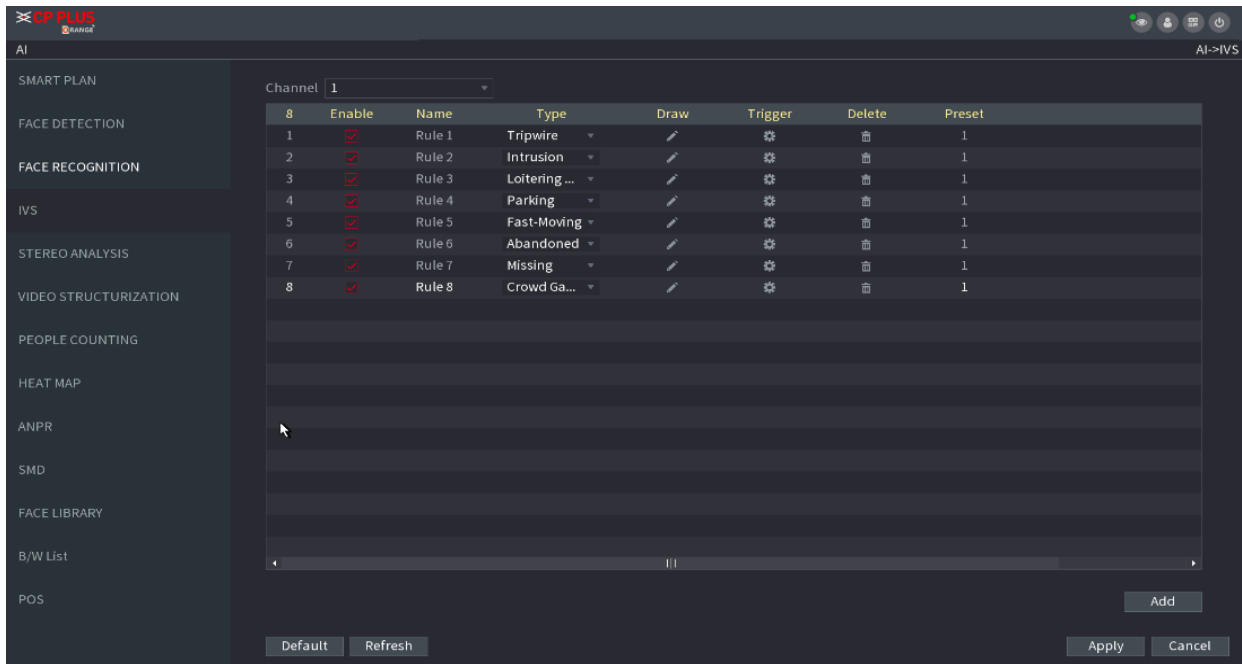 CP PLUS
ORANGE
AI
AI->IVS
SMART PLAN
FACE DETECTION
FACE RECOGNITION
IVS
STEREO ANALYSIS
VIDEO STRUCTURIZATION
PEOPLE COUNTING
HEAT MAP
ANPR
SMD
FACE LIBRARY
B/W List
POS
Channel 1
8 Enable Name Type Draw Trigger Delete Preset
1 Rule 1 Tripwire 1
2 Rule 2 Intrusion 1
3 Rule 3 Loitering ... 1
4 Rule 4 Parking 1
5 Rule 5 Fast-Moving 1
6 Rule 6 Abandoned 1
7 Rule 7 Missing 1
8 Rule 8 Crowd Ga... 1
Add
Default Refresh Apply Cancel